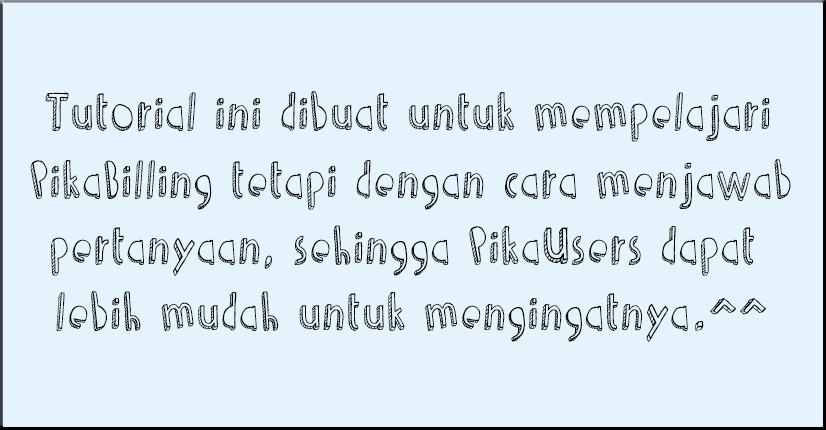 Tutorial ini dibuat untuk mempelajari
PikaBilling tetapi dengan cara menjawab
pertanyaan, sehingga PikaUsers dapat
lebih mudah untuk mengingatnya.^^